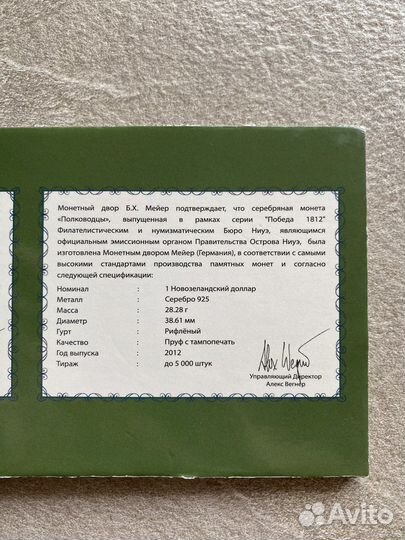 Монетный двор Б.Х. Мейер подтверждает, что серебряная монета
«Полководцы», выпущенная в рамках серии "Победа 1812"
Филателистическим и нумизматическим Бюро Ниуэ, являющимся
официальным эмиссионным органом Правительства Острова Ниуэ, была
изготовлена Монетным двором Мейер (Германия), в соответствии с самыми
высокими стандартами производства памятных монет и согласно
следующей спецификации:
Номинал : 1 Новозеландский доллар
Металл : Серебро 925
Масса : 28.28 г
Диаметр : 38.61 мм
Гурт : Рифлёный
Качество : Пруф с тампопечать
Год выпуска : 2012
Тираж : до 5 000 штук
Управляющий Директор
Алекс Вегнер
Avito